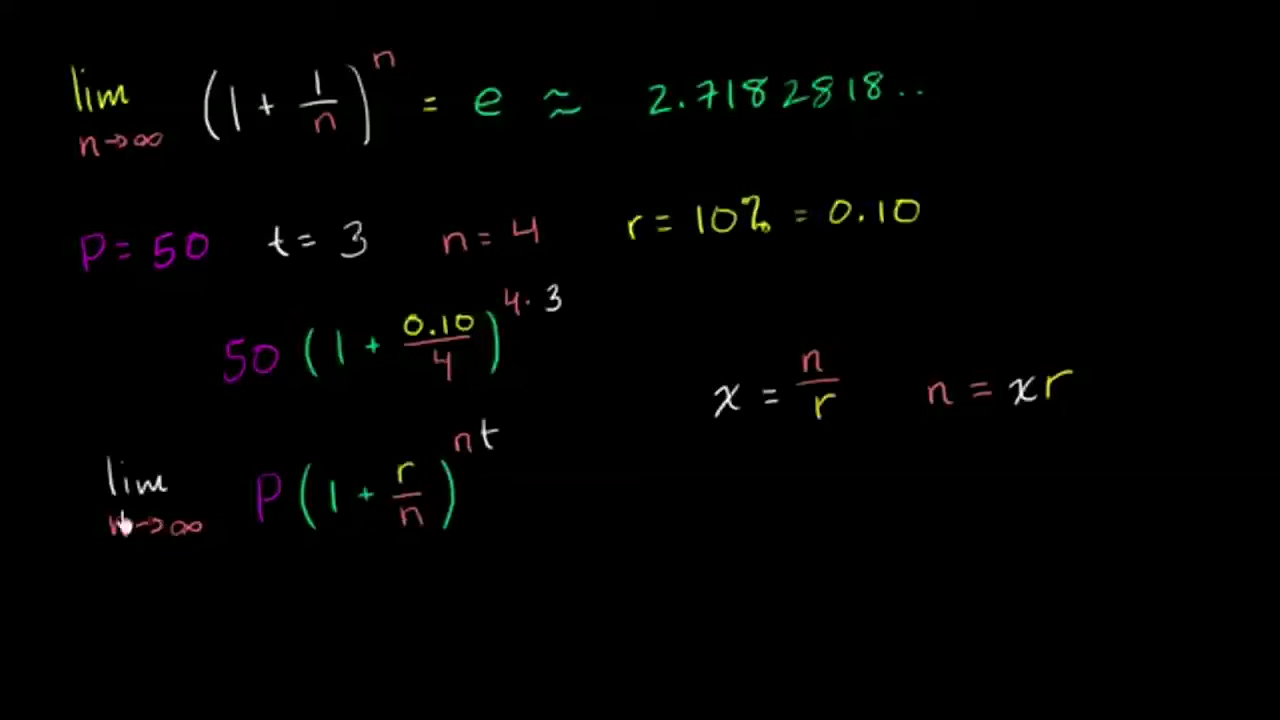 lim n→∞ (1 + 1/n)^n = e ≈ 2.7182818..
P = 50 t = 3 n = 4 r = 10% = 0.10
50 (1 + 0.10/4)^4·3
x = n/r n = xr
lim n→∞ P (1 + r/n)^nt